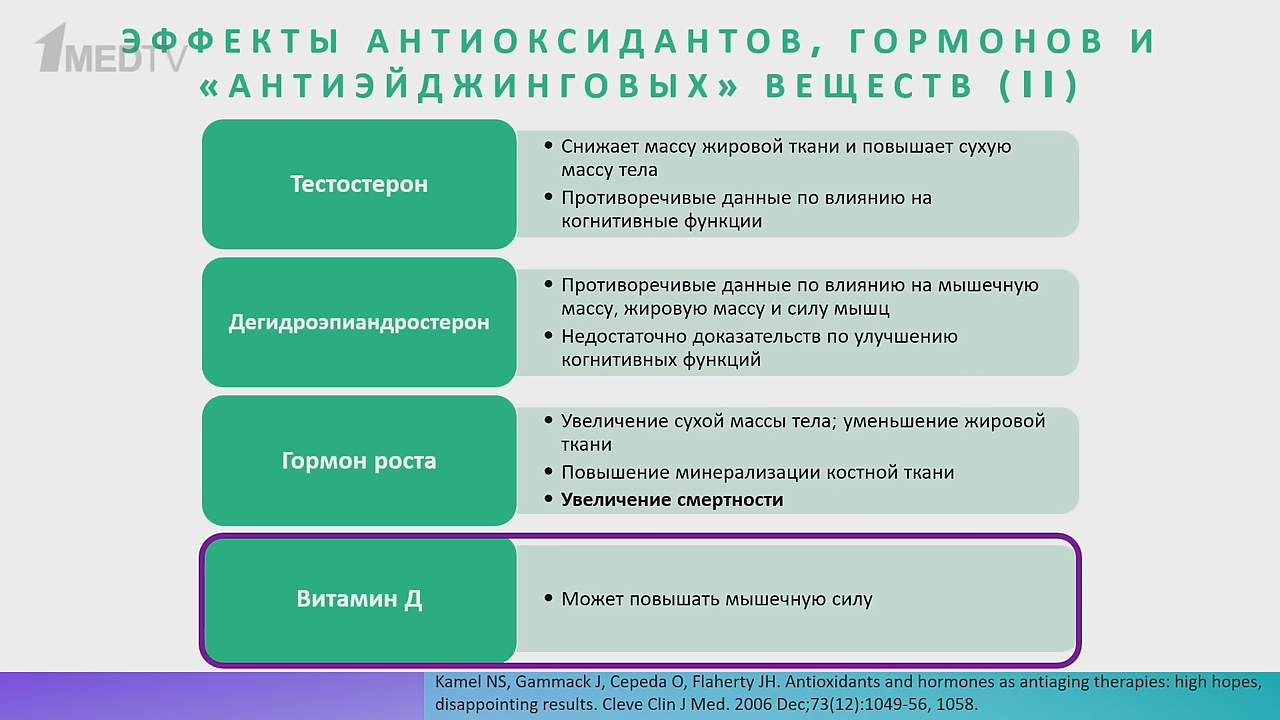 1MEDTV
ЭФФЕКТЫ АНТИОКСИДАНТОВ, ГОРМОНОВ И
«АНТИЭЙДЖИНГОВЫХ» ВЕЩЕСТВ (II)
Тестостерон
• Снижает массу жировой ткани и повышает сухую
массу тела
• Противоречивые данные по влиянию на
когнитивные функции
Дегидроэпиандростерон
• Противоречивые данные по влиянию на мышечную
массу, жировую массу и силу мышц
• Недостаточно доказательств по улучшению
когнитивных функций
Гормон роста
• Увеличение сухой массы тела; уменьшение жировой
ткани
• Повышение минерализации костной ткани
• Увеличение смертности
Витамин Д
• Может повышать мышечную силу
Kamel NS, Gammack J, Cepeda O, Flaherty JH. Antioxidants and hormones as antiaging therapies: high hopes,
disappointing results. Cleve Clin J Med. 2006 Dec;73(12):1049-56, 1058.